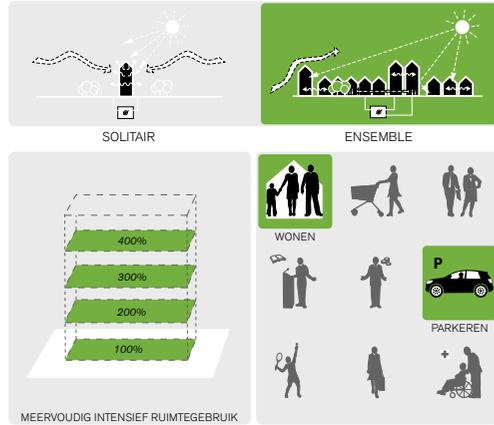 SOLITAIR
ENSEMBLE
400%
300%
200%
100%
MEERVOUDIG INTENSIEF RUIMTEGEBRUIK
WONEN
P
PARKEREN